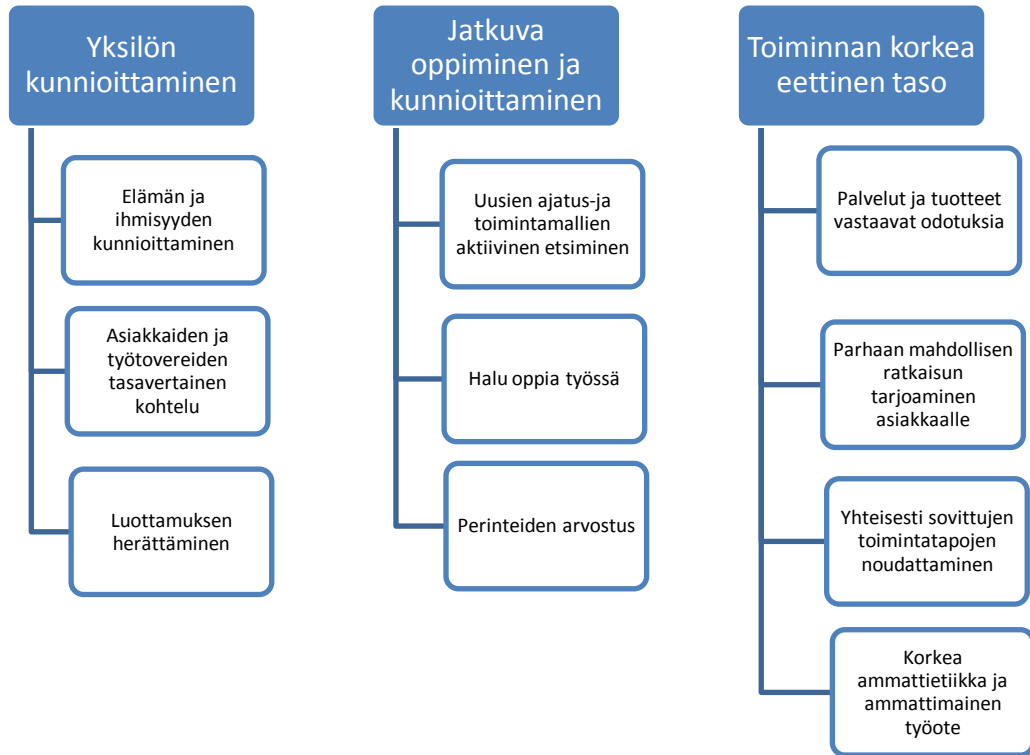 Yksilön
kunnioittaminen
Elämän ja
ihmisyyden
kunnioittaminen
Asiakkaiden ja
työtovereiden
tasavertainen
kohtelu
Luottamuksen
herättäminen
Jatkuva
oppiminen ja
kunnioittaminen
Uusien ajatus-ja
toimintamallien
aktiivinen etsiminen
Halu oppia työssä
Perinteiden arvostus
Toiminnan korkea
eettinen taso
Palvelut ja tuotteet
vastaavat odotuksia
Parhaan mahdollisen
ratkaisun
tarjoaminen
asiakkaalle
Yhteisesti sovittujen
toimintatapojen
noudattaminen
Korkea
ammattietiikka ja
ammattimainen
työote